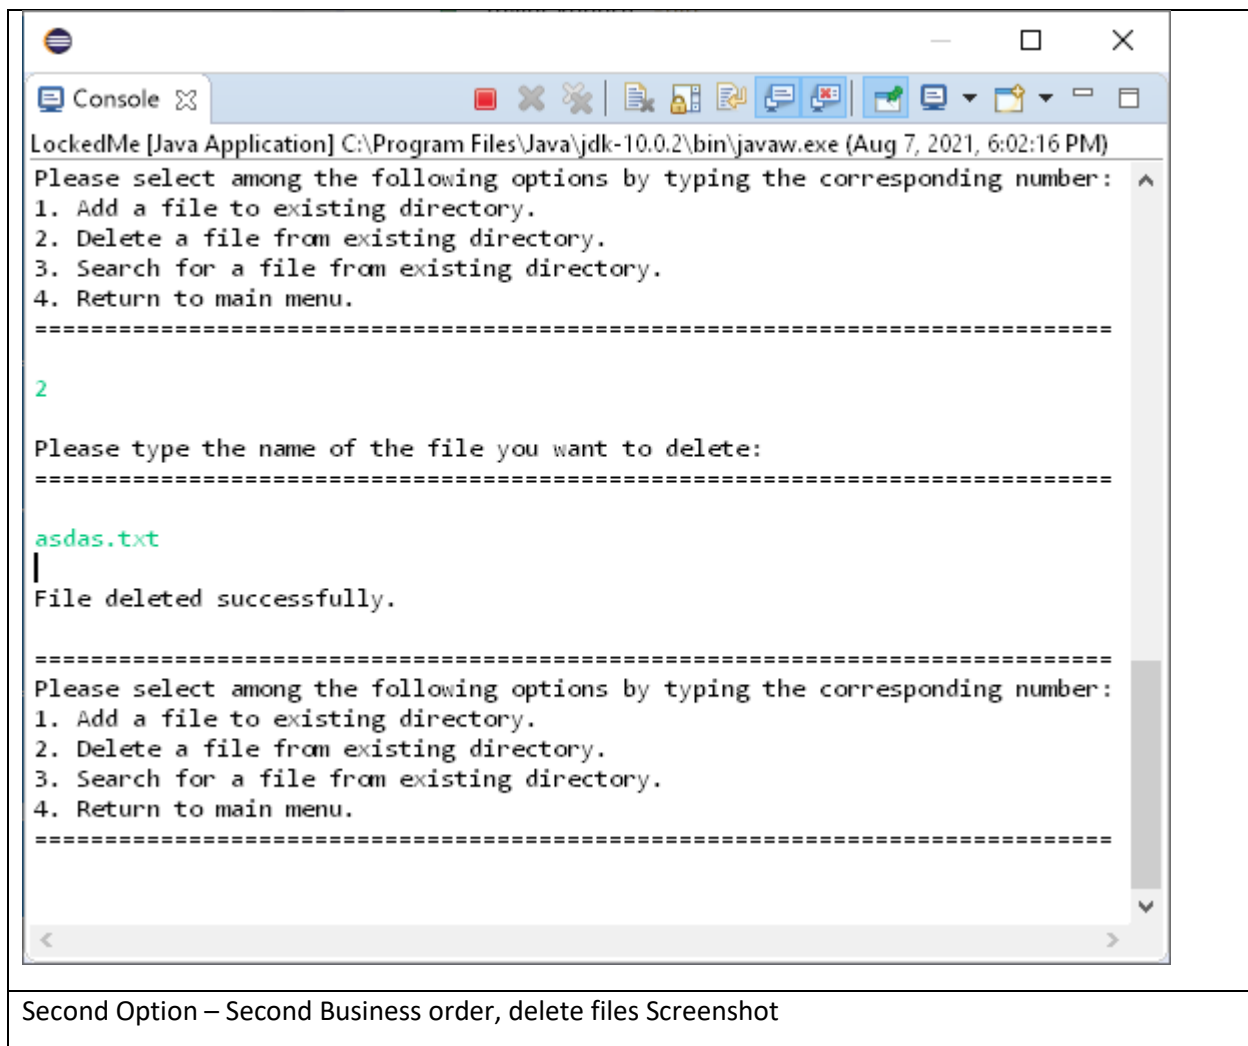 Console
LockedMe [Java Application] C:\Program Files\Java\jdk-10.0.2\bin\javaw.exe (Aug 7, 2021, 6:02:16 PM)
Please select among the following options by typing the corresponding number:
1. Add a file to existing directory.
2. Delete a file from existing directory.
3. Search for a file from existing directory.
4. Return to main menu.
=============================================================================
2
Please type the name of the file you want to delete:
=============================================================================
asdas.txt
File deleted successfully.
=============================================================================
Please select among the following options by typing the corresponding number:
1. Add a file to existing directory.
2. Delete a file from existing directory.
3. Search for a file from existing directory.
4. Return to main menu.
=============================================================================
Second Option – Second Business order, delete files Screenshot